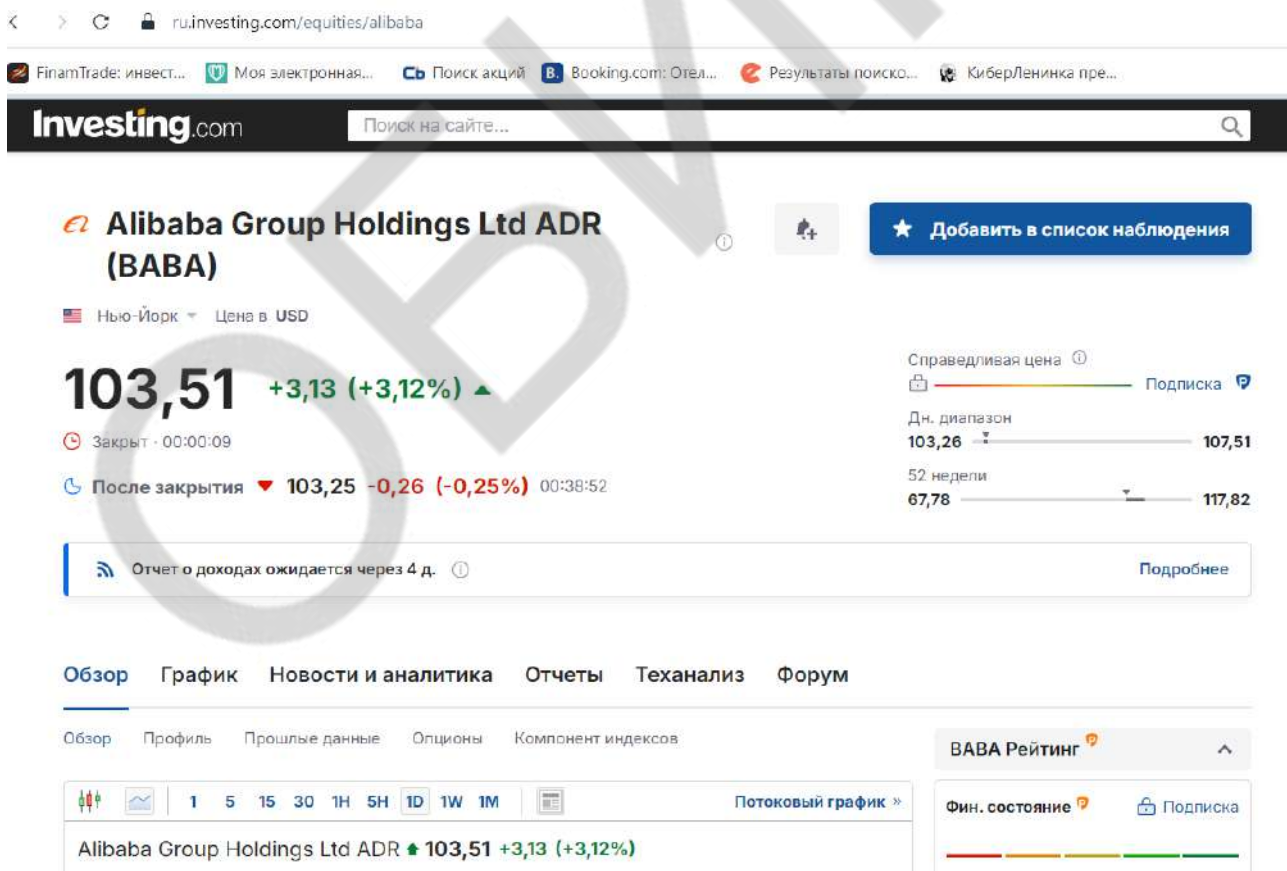 ru.investing.com/equities/alibaba
FinamTrade: инвест... Моя электронная... Сь Поиск акций B. Booking.com: Отел... Результаты поиско... КиберЛенинка пре...
Investing.com Поиск на сайте...
Alibaba Group Holdings Ltd ADR
(BABA)
Добавить в список наблюдения
Нью-Йорк Цена в USD
103,51 +3,13 (+3,12%)
Закрыт · 00:00:09
После закрытия 103,25 -0,26 (-0,25%) 00:38:52
Справедливая цена
Подписка
Дн. диапазон
103,26 107,51
52 недели
67,78 117,82
Отчет о доходах ожидается через 4 д. Подробнее
Обзор График Новости и аналитика Отчеты Теханализ Форум
Обзор Профиль Прошлые данные Опционы Компонент индексов
BABA Рейтинг
1 5 15 30 1H 5H 1D 1W 1M Потоковый график »
Фин. состояние Подписка
Alibaba Group Holdings Ltd ADR 103,51 +3,13 (+3,12%)